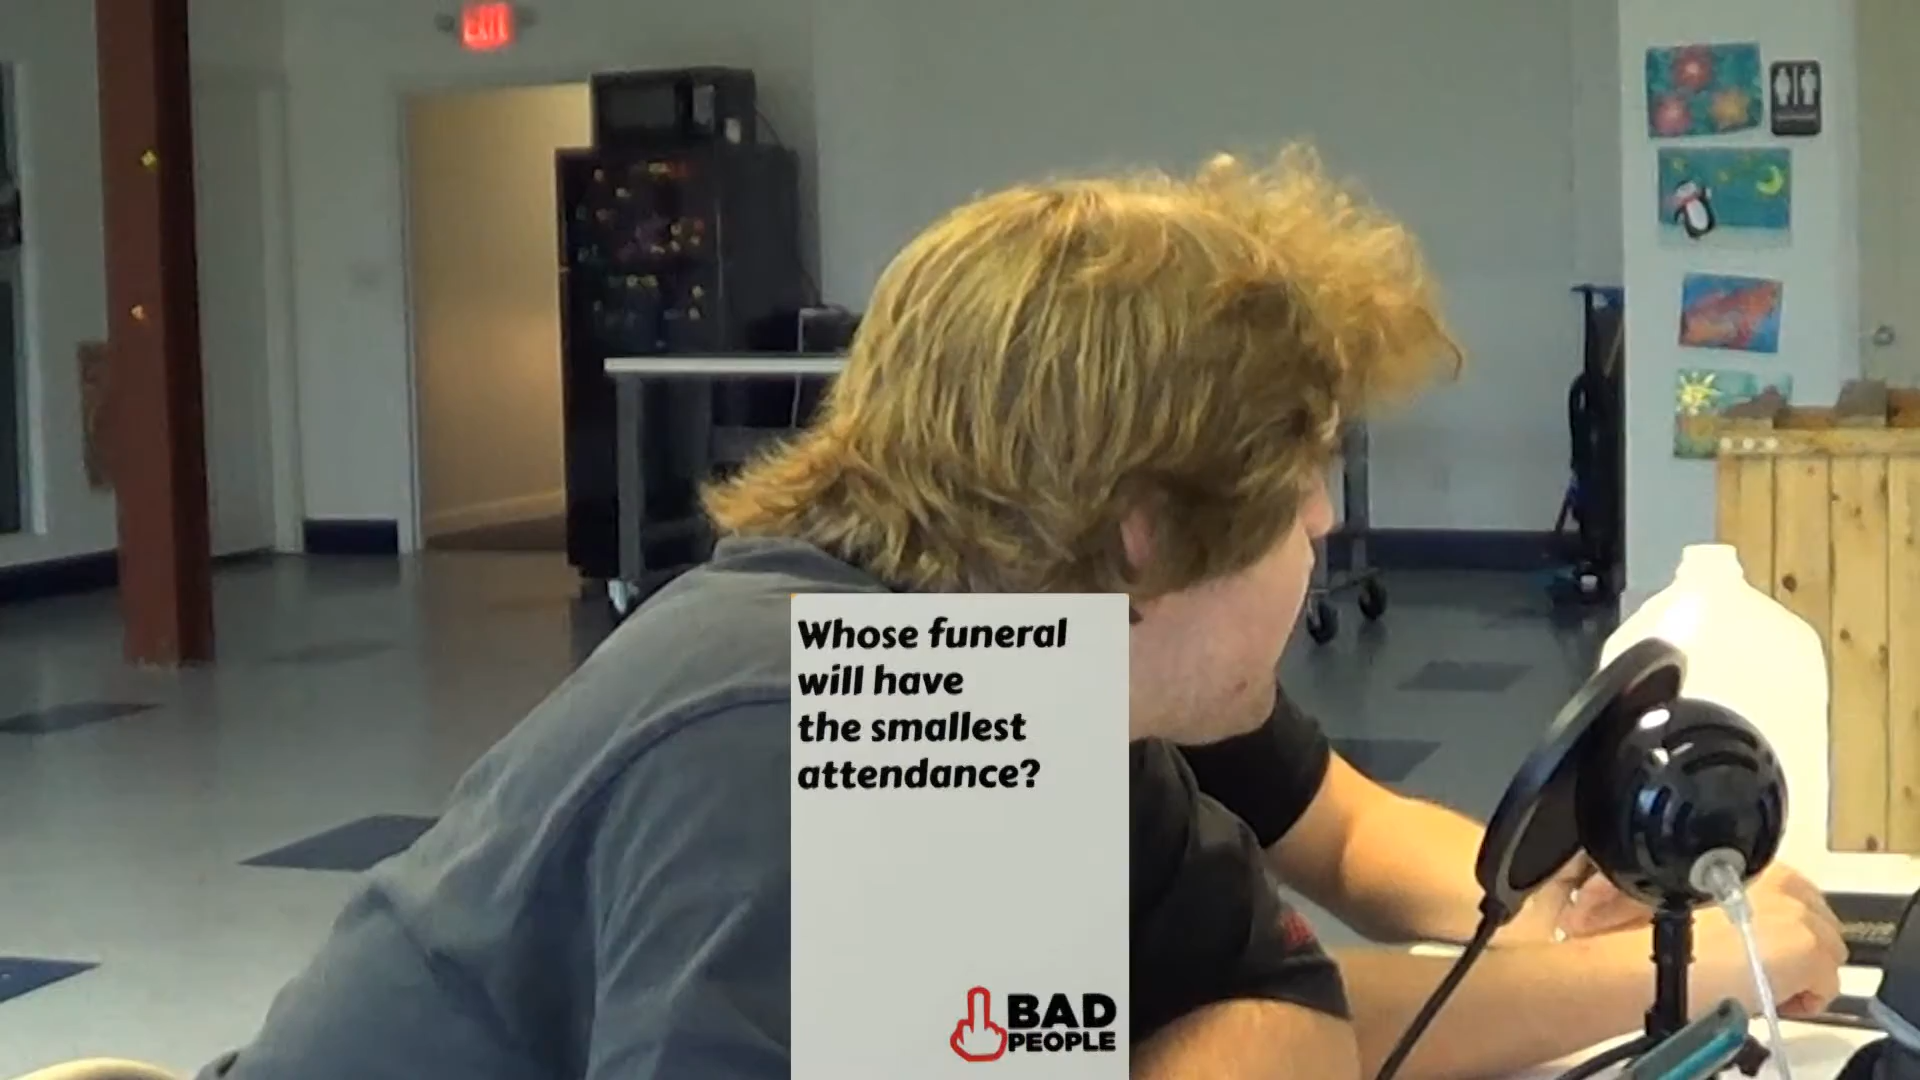 EXIT
Whose funeral
will have
the smallest
attendance?
BAD
PEOPLE